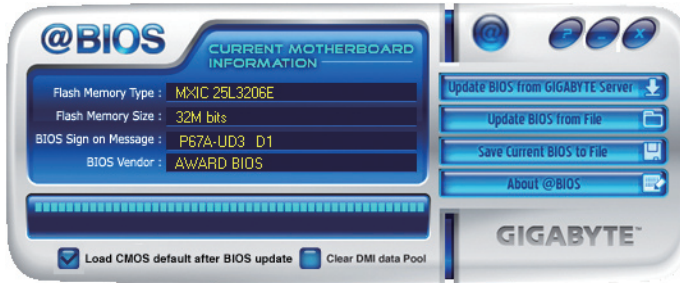 @BIOS
CURRENT MOTHERBOARD
INFORMATION
Flash Memory Type : MXIC 25L3206E
Flash Memory Size : 32M bits
BIOS Sign on Message : P67A-UD3 D1
BIOS Vendor : AWARD BIOS
Load CMOS default after BIOS update Clear DMI data Pool
@ ? _ X
Update BIOS from GIGABYTE Server
Update BIOS from File
Save Current BIOS to File
About @BIOS
GIGABYTE™